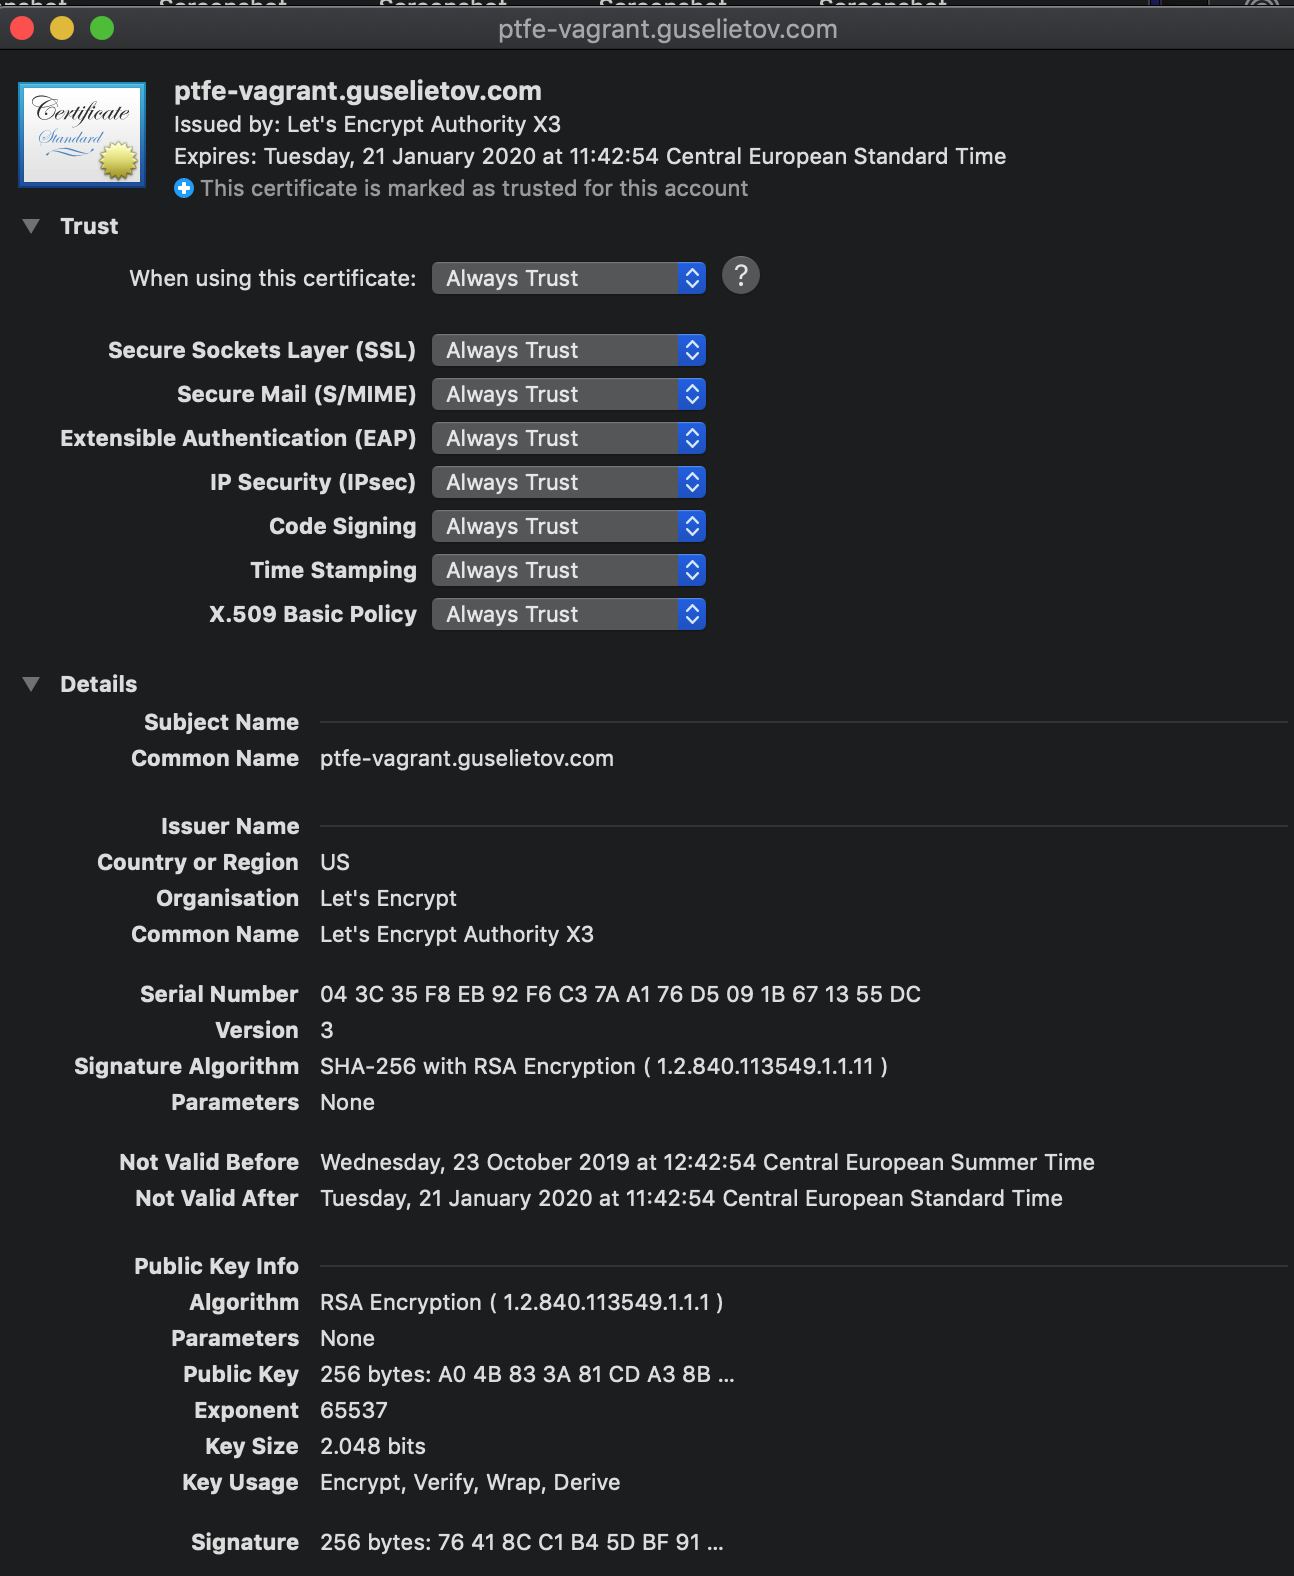 ptfe-vagrant.guselietov.com
Certificate
Standard
ptfe-vagrant.guselietov.com
Issued by: Let's Encrypt Authority X3
Expires: Tuesday, 21 January 2020 at 11:42:54 Central European Standard Time
This certificate is marked as trusted for this account
Trust
When using this certificate: Always Trust ?
Secure Sockets Layer (SSL) Always Trust
Secure Mail (S/MIME) Always Trust
Extensible Authentication (EAP) Always Trust
IP Security (IPsec) Always Trust
Code Signing Always Trust
Time Stamping Always Trust
X.509 Basic Policy Always Trust
Details
Subject Name
Common Name ptfe-vagrant.guselietov.com
Issuer Name
Country or Region US
Organisation Let's Encrypt
Common Name Let's Encrypt Authority X3
Serial Number 04 3C 35 F8 EB 92 F6 C3 7A A1 76 D5 09 1B 67 13 55 DC
Version 3
Signature Algorithm SHA-256 with RSA Encryption ( 1.2.840.113549.1.1.11 )
Parameters None
Not Valid Before Wednesday, 23 October 2019 at 12:42:54 Central European Summer Time
Not Valid After Tuesday, 21 January 2020 at 11:42:54 Central European Standard Time
Public Key Info
Algorithm RSA Encryption ( 1.2.840.113549.1.1.1 )
Parameters None
Public Key 256 bytes: A0 4B 83 3A 81 CD A3 8B ...
Exponent 65537
Key Size 2.048 bits
Key Usage Encrypt, Verify, Wrap, Derive
Signature 256 bytes: 76 41 8C C1 B4 5D BF 91 ...